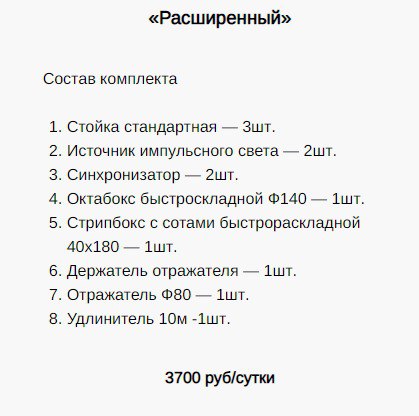 «Расширенный»
Состав комплекта
1. Стойка стандартная — 3шт.
2. Источник импульсного света — 2шт.
3. Синхронизатор — 2шт.
4. Октабокс быстроскладной Ф140 — 1шт.
5. Стрипбокс с сотами быстрораскладной
40х180 — 1шт.
6. Держатель отражателя — 1шт.
7. Отражатель Ф80 — 1шт.
8. Удлинитель 10м -1шт.
3700 руб/сутки